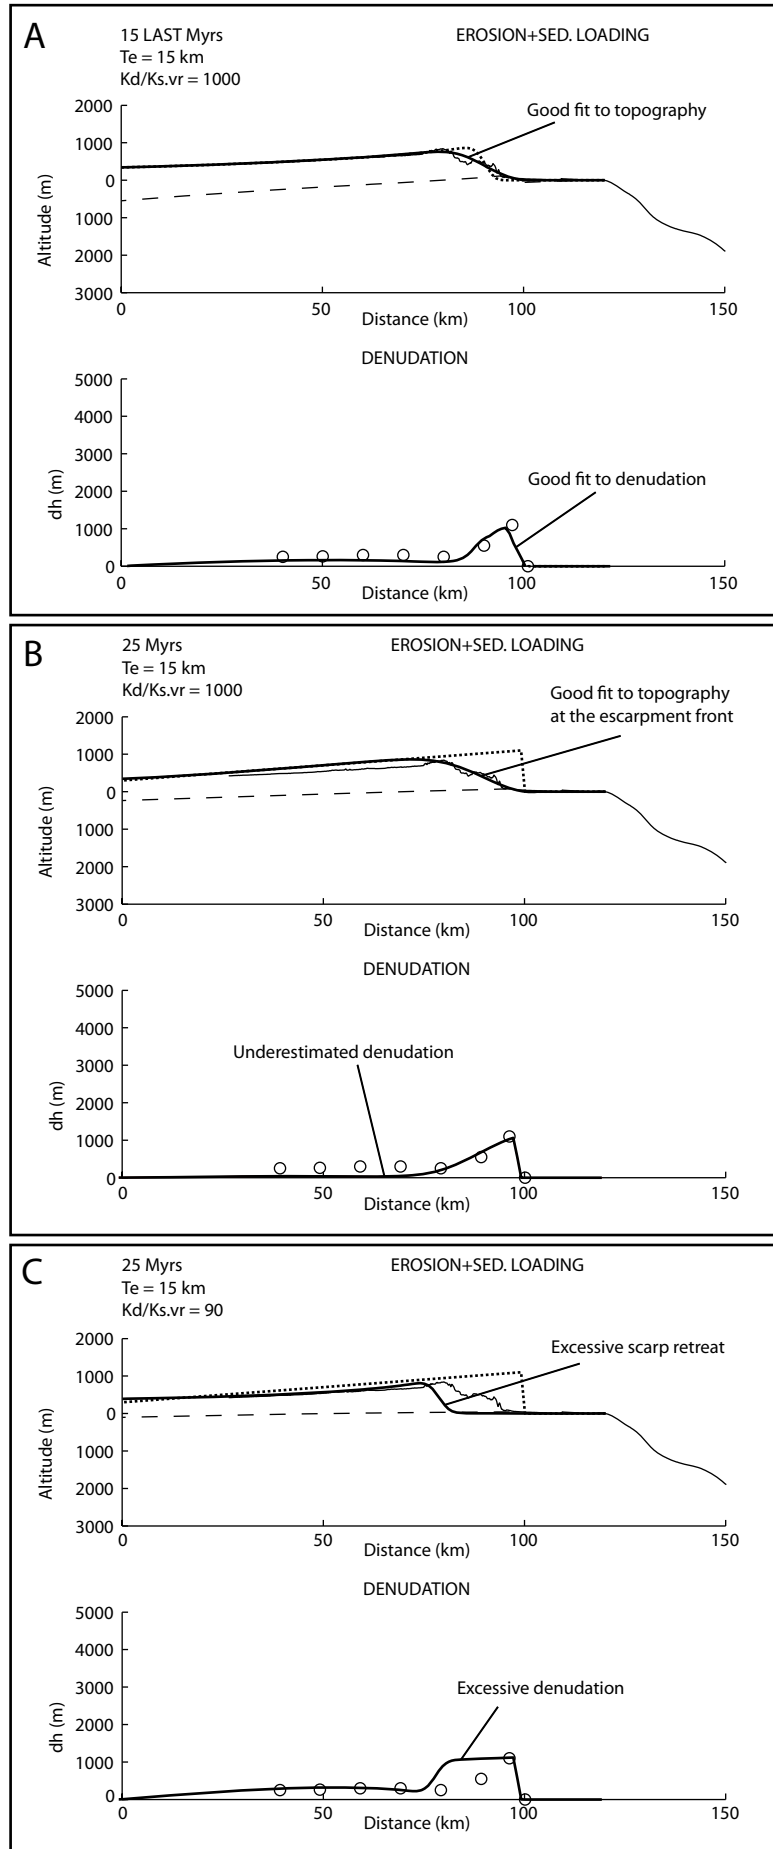 A
15 LAST Myrs
EROSION+SED. LOADING
Te = 15 km
Kd/Ks.vr = 1000
2000
Good fit to topography
1000
0
1000
2000
3000
Altitude (m)
0
50
100
150
Distance (km)
DENUDATION
5000
4000
3000
2000
Good fit to denudation
1000
0
dh (m)
0
50
100
150
Distance (km)
B
25 Myrs
EROSION+SED. LOADING
Te = 15 km
Kd/Ks.vr = 1000
Good fit to topography
at the escarpment front
2000
1000
0
1000
2000
3000
Altitude (m)
0
50
100
150
Distance (km)
DENUDATION
5000
4000
3000
Underestimated denudation
2000
1000
0
dh (m)
0
50
100
150
Distance (km)
C
25 Myrs
EROSION+SED. LOADING
Te = 15 km
Kd/Ks.vr = 90
2000
Excessive scarp retreat
1000
0
1000
2000
3000
Altitude (m)
0
50
100
150
Distance (km)
DENUDATION
5000
4000
3000
Excessive denudation
2000
1000
0
dh (m)
0
50
100
150
Distance (km)